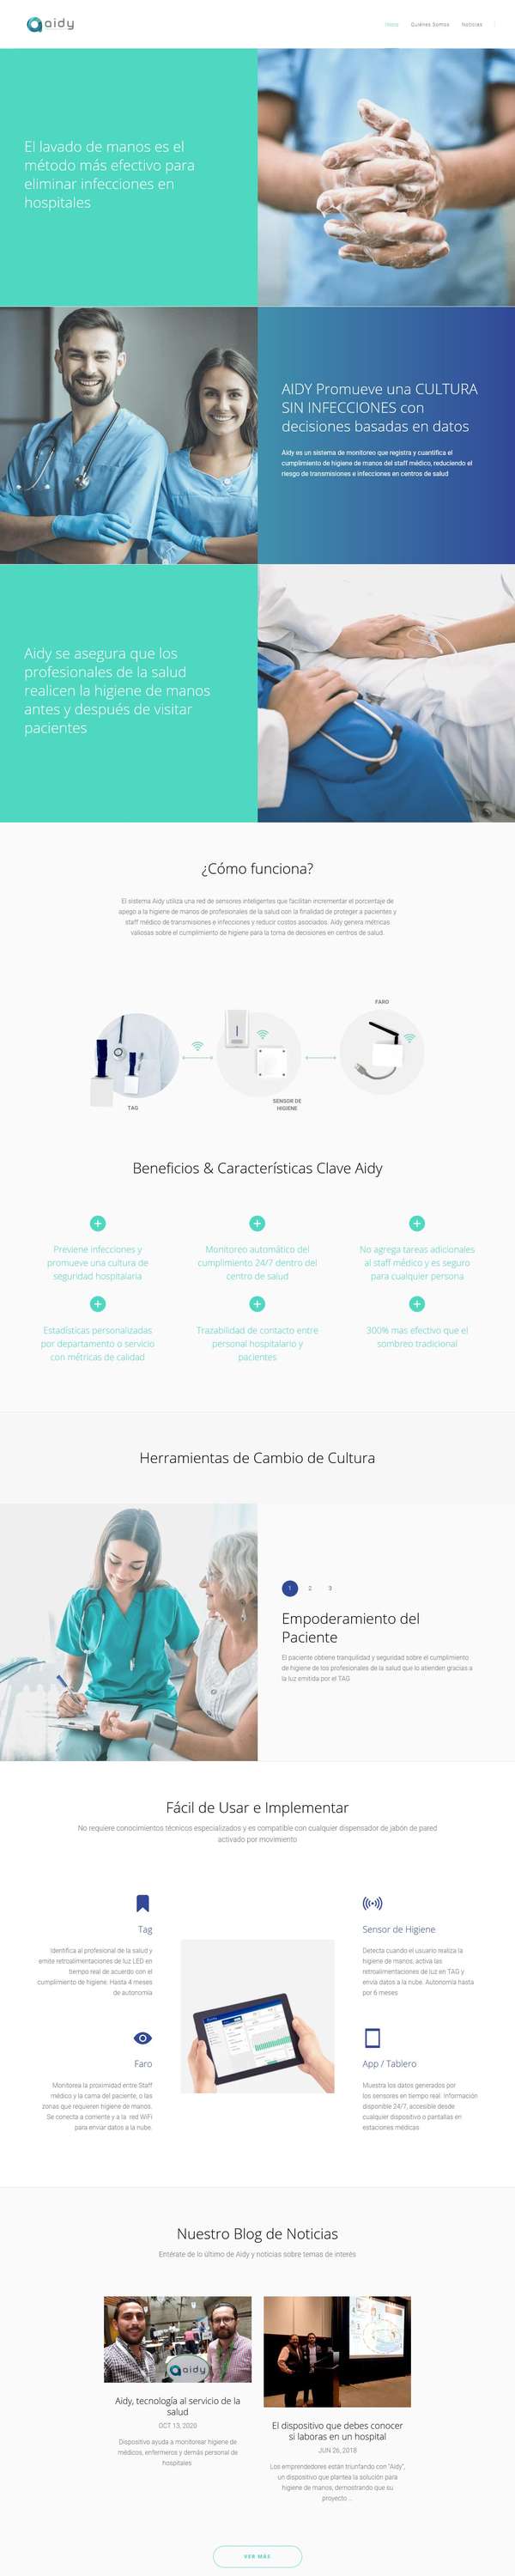 aidy
Inicio Quiénes Somos Noticias
El lavado de manos es el
método más efectivo para
eliminar infecciones en
hospitales
AIDY Promueve una CULTURA
SIN INFECCIONES con
decisiones basadas en datos
Aidy es un sistema de monitoreo que registra y cuantifica el
cumplimiento de higiene de manos del staff médico, reduciendo el
riesgo de transmisiones e infecciones en centros de salud
Aidy se asegura que los
profesionales de la salud
realicen la higiene de manos
antes y después de visitar
pacientes
¿Cómo funciona?
El sistema Aidy utiliza una red de sensores inteligentes que facilitan incrementar el porcentaje de
apego a la higiene de manos de profesionales de la salud con la finalidad de proteger a pacientes y
staff médico de transmisiones e infecciones y reducir costos asociados. Aidy genera métricas
valiosas sobre el cumplimiento de higiene para la toma de decisiones en centros de salud
FARO
TAG
SENSOR DE
HIGIENE
Beneficios & Características Clave Aidy
Previene infecciones y
promueve una cultura de
seguridad hospitalaria
Monitoreo automático del
cumplimiento 24/7 dentro del
centro de salud
No agrega tareas adicionales
al staff médico y es seguro
para cualquier persona
Estadísticas personalizadas
por departamento o servicio
con métricas de calidad
Trazabilidad de contacto entre
personal hospitalario y
pacientes
300% mas efectivo que el
sombreo tradicional
Herramientas de Cambio de Cultura
1 2 3
Empoderamiento del
Paciente
El paciente obtiene tranquilidad y seguridad sobre el cumplimiento
de higiene de los profesionales de la salud que lo atienden gracias a
la luz emitida por el TAG
Fácil de Usar e Implementar
No requiere conocimientos técnicos especializados y es compatible con cualquier dispensador de jabón de pared
activado por movimiento
Tag
Identifica al profesional de la salud y
emite retroalimentaciones de luz LED en
tiempo real de acuerdo con el
cumplimiento de higiene. Hasta 4 meses
de autonomía
Sensor de Higiene
Detecta cuando el usuario realiza la
higiene de manos, activa las
retroalimentaciones de luz en TAG y
envía datos a la nube. Autonomía hasta
por 6 meses
Faro
Monitorea la proximidad entre Staff
médico y la cama del paciente, o las
zonas que requieren higiene de manos.
Se conecta a corriente y a la red WiFi
para enviar datos a la nube.
App / Tablero
Muestra los datos generados por
los sensores en tiempo real. Información
disponible 24/7, accesible desde
cualquier dispositivo o pantallas en
estaciones médicas
Nuestro Blog de Noticias
Entérate de lo último de Aidy y noticias sobre temas de interés
aidy
Aidy, tecnología al servicio de la
salud
OCT 13, 2020
Dispositivo ayuda a monitorear higiene de
médicos, enfermeros y demás personal de
hospitales
El dispositivo que debes conocer
si laboras en un hospital
JUN 26, 2018
Los emprendedores están triunfando con "Aidy",
un dispositivo que plantea la solución para
higiene de manos, demostrando que su
proyecto...
VER MÁS